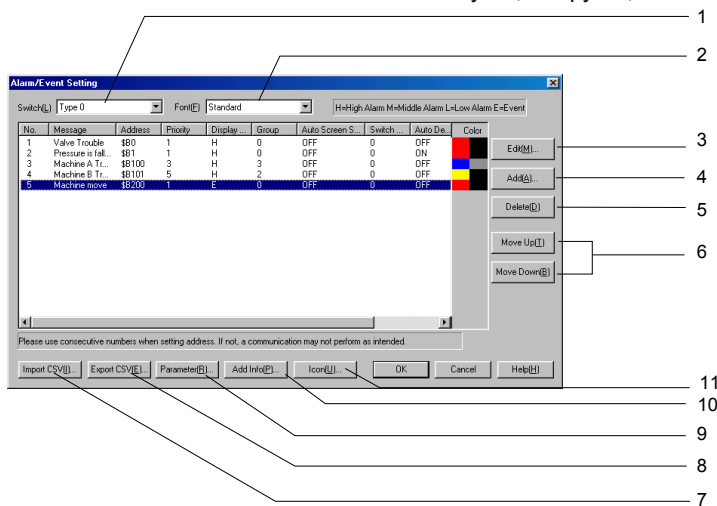 1
2
Alarm/Event Setting
Switch(L) Type 0 Font(F) Standard H=High Alarm M=Middle Alarm L=Low Alarm E=Event
No. Message Address Priority Display ... Group Auto Screen S... Switch ... Auto De... Color
1 Valve Trouble $B0 1 H 0 OFF 0 OFF
2 Pressure is fall... $B1 1 H 0 OFF 0 ON
3 Machine A Tr... $B100 3 H 3 OFF 0 OFF
4 Machine B Tr... $B101 5 H 2 OFF 0 OFF
5 Machine move $B200 1 E 0 OFF 0 OFF
Edit(M)... 3
Add(A)... 4
Delete(D) 5
Move Up(T)
6
Move Down(B)
Please use consecutive numbers when setting address. If not, a communication may not perform as intended.
Import CSV(I)... Export CSV(E)... Parameter(R)... Add Info(P)... Icon(U)... OK Cancel Help(H)
11
10
9
8
7